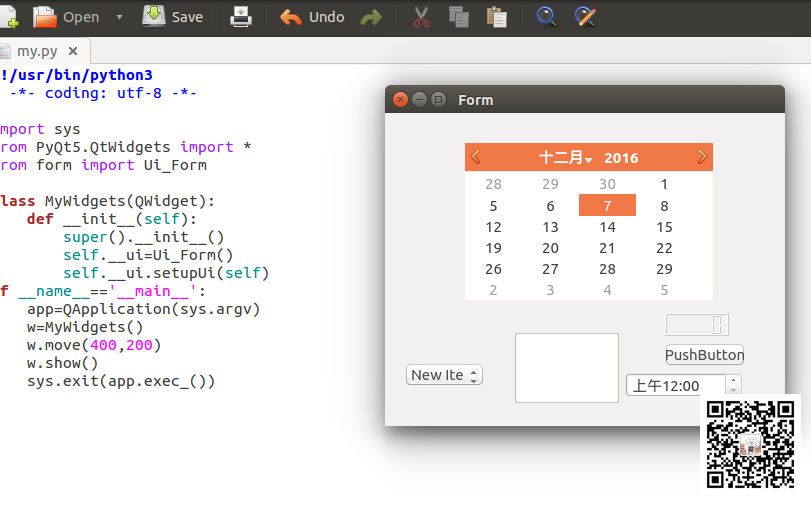 Open Save Undo
my.py
!/usr/bin/python3
-*- coding: utf-8 -*-
mport sys
rom PyQt5.QtWidgets import *
rom form import Ui_Form
lass MyWidgets(QWidget):
def __init__(self):
super().__init__()
self.__ui=Ui_Form()
self.__ui.setupUi(self)
f __name__=='__main__':
app=QApplication(sys.argv)
w=MyWidgets()
w.move(400,200)
w.show()
sys.exit(app.exec_())
Form
十二月 2016
28 29 30 1
5 6 7 8
12 13 14 15
19 20 21 22
26 27 28 29
2 3 4 5
0
PushButton
New Ite
上午12:00